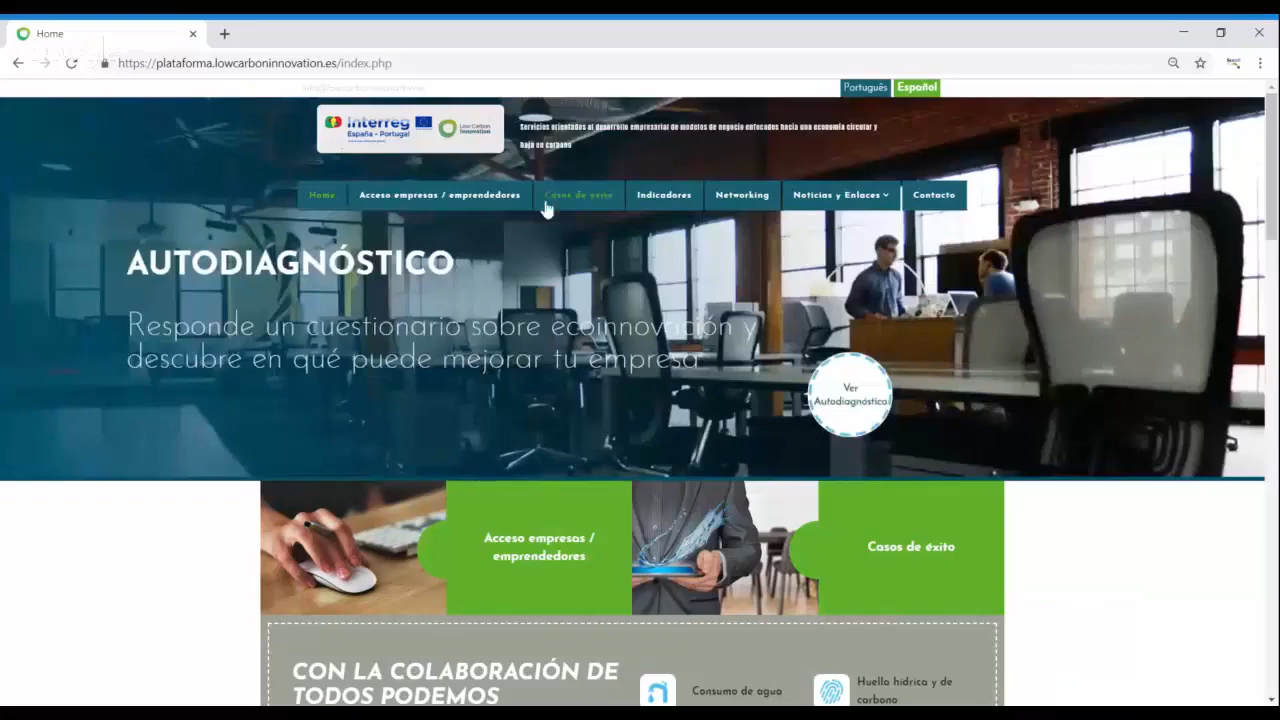 Home
https://plataforma.lowcarboninnovation.es/index.php
Português Español
Interreg
España - Portugal
Low Carbon
Innovation
Servicios orientados al desarrollo empresarial de modelos de negocio enfocados hacia una economía circular y
baja en carbono
Home Acceso empresas / emprendedores Casos de éxito Indicadores Networking Noticias y Enlaces Contacto
AUTODIAGNÓSTICO
Responde un cuestionario sobre ecoinnovación y
descubre en qué puede mejorar tu empresa
Ver
Autodiagnóstico
Acceso empresas /
emprendedores
Casos de éxito
CON LA COLABORACIÓN DE
TODOS PODEMOS
Consumo de agua
Huella hídrica y de
carbono